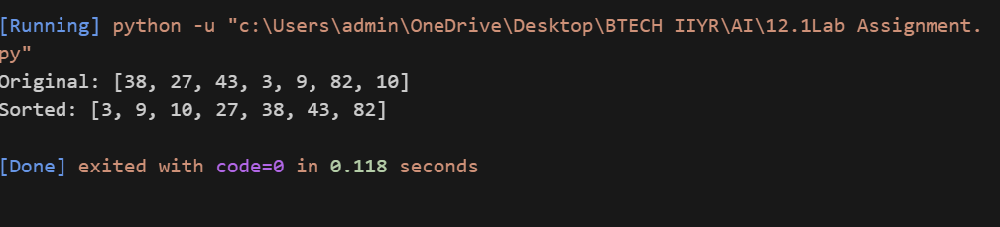 [Running] python -u "c:\Users\admin\OneDrive\Desktop\BTECH IIYR\AI\12.1Lab Assignment.
py"
Original: [38, 27, 43, 3, 9, 82, 10]
Sorted: [3, 9, 10, 27, 38, 43, 82]
[Done] exited with code=0 in 0.118 seconds